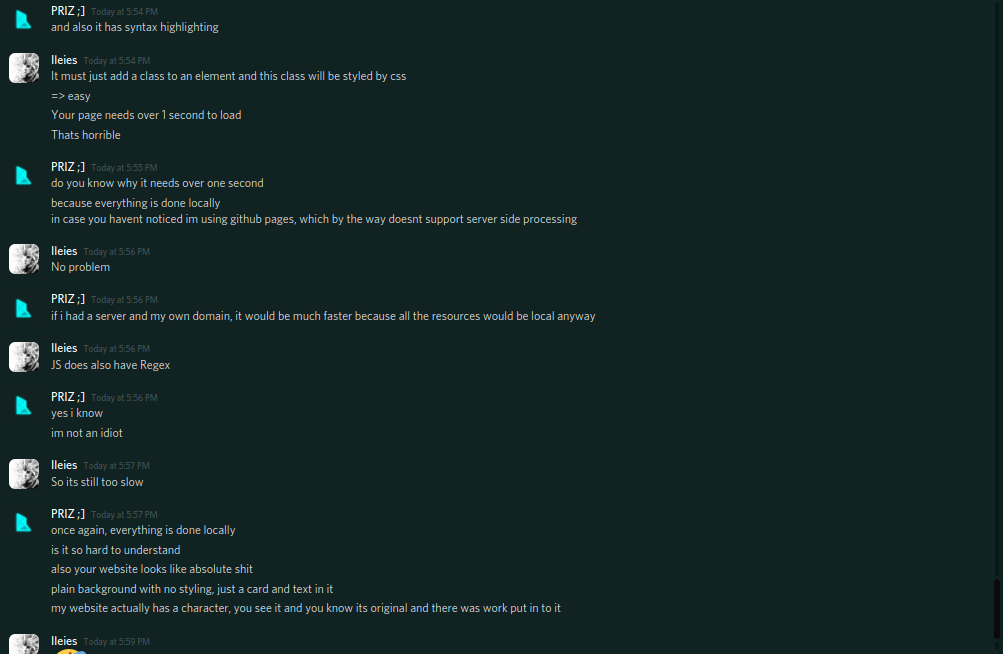 PRIZ ;] Today at 5:54 PM
and also it has syntax highlighting
lleies Today at 5:54 PM
It must just add a class to an element and this class will be styled by css
=> easy
Your page needs over 1 second to load
Thats horrible
PRIZ ;] Today at 5:55 PM
do you know why it needs over one second
because everything is done locally
in case you havent noticed im using github pages, which by the way doesnt support server side processing
lleies Today at 5:56 PM
No problem
PRIZ ;] Today at 5:56 PM
if i had a server and my own domain, it would be much faster because all the resources would be local anyway
lleies Today at 5:56 PM
JS does also have Regex
PRIZ ;] Today at 5:56 PM
yes i know
im not an idiot
lleies Today at 5:57 PM
So its still too slow
PRIZ ;] Today at 5:57 PM
once again, everything is done locally
is it so hard to understand
also your website looks like absolute shit
plain background with no styling, just a card and text in it
my website actually has a character, you see it and you know its original and there was work put in to it
lleies Today at 5:59 PM